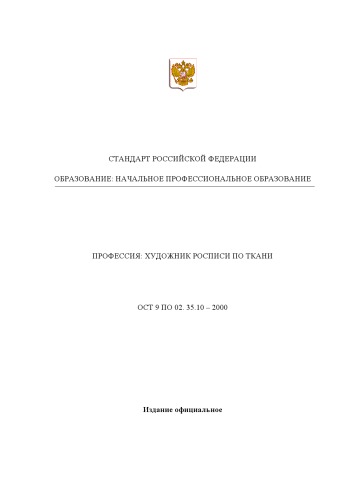 СТАНДАРТ РОССИЙСКОЙ ФЕДЕРАЦИИ
ОБРАЗОВАНИЕ: НАЧАЛЬНОЕ ПРОФЕССИОНАЛЬНОЕ ОБРАЗОВАНИЕ
ПРОФЕССИЯ: ХУДОЖНИК РОСПИСИ ПО ТКАНИ
ОСТ 9 ПО 02. 35.10 – 2000
Издание официальное